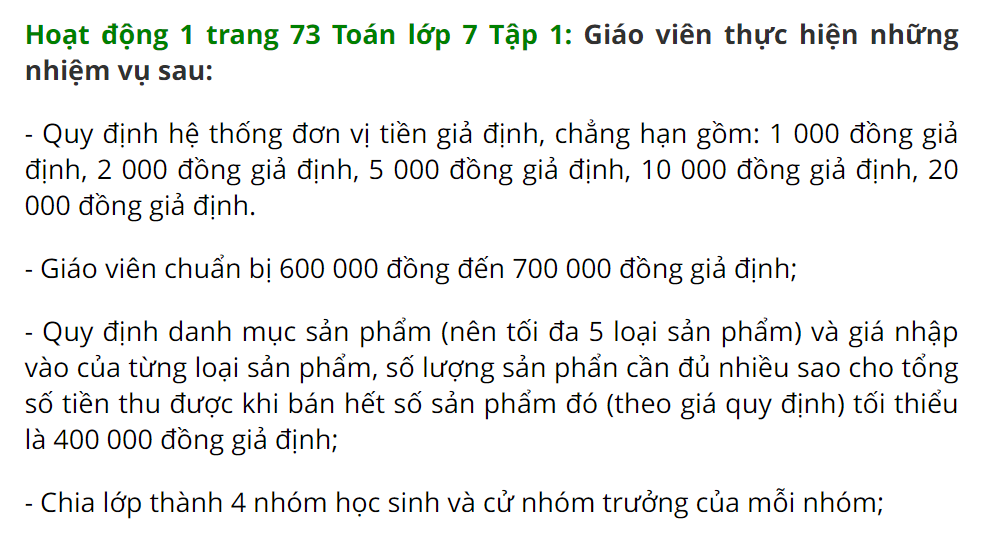 Hoạt động 1 trang 73 Toán lớp 7 Tập 1: Giáo viên thực hiện những
nhiệm vụ sau:
- Quy định hệ thống đơn vị tiền giả định, chẳng hạn gồm: 1 000 đồng giả
định, 2 000 đồng giả định, 5 000 đồng giả định, 10 000 đồng giả định, 20
000 đồng giả định.
- Giáo viên chuẩn bị 600 000 đồng đến 700 000 đồng giả định;
- Quy định danh mục sản phẩm (nên tối đa 5 loại sản phẩm) và giá nhập
vào của từng loại sản phẩm, số lượng sản phẩn cần đủ nhiều sao cho tổng
số tiền thu được khi bán hết số sản phẩm đó (theo giá quy định) tối thiểu
là 400 000 đồng giả định;
- Chia lớp thành 4 nhóm học sinh và cử nhóm trưởng của mỗi nhóm;